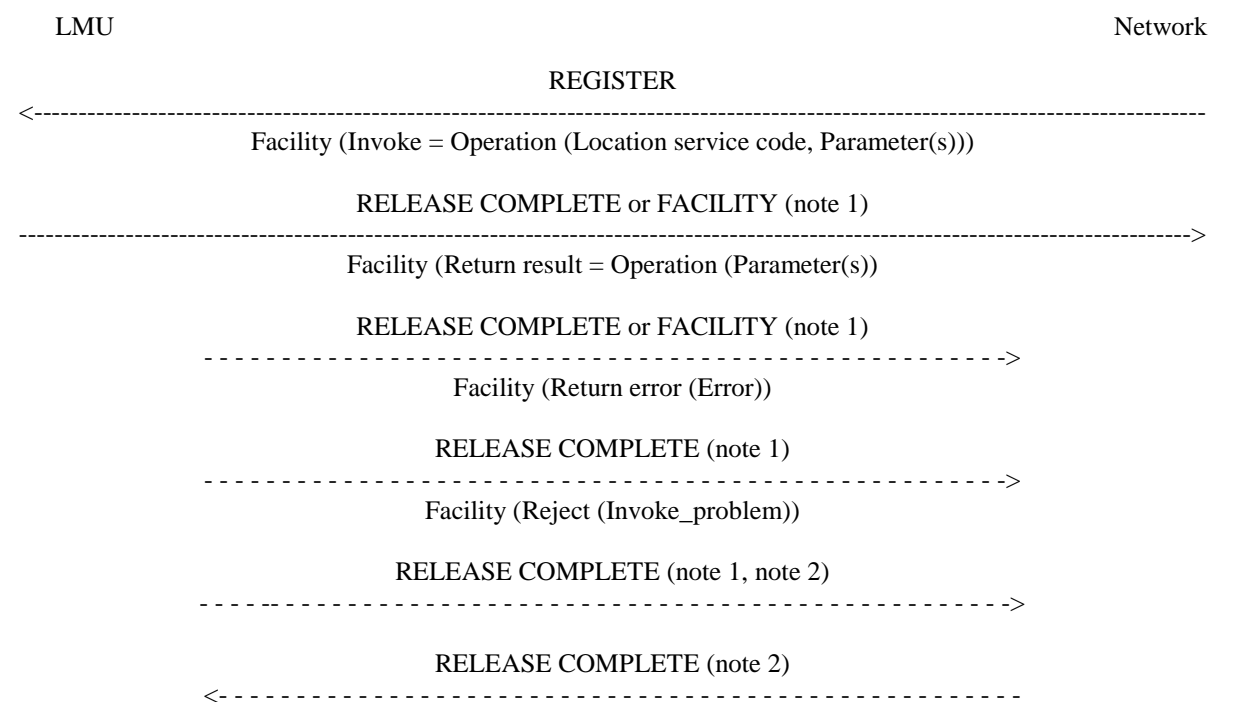 LMU Network
REGISTER
Facility (Invoke = Operation (Location service code, Parameter(s)))
RELEASE COMPLETE or FACILITY (note 1)
Facility (Return result = Operation (Parameter(s))
RELEASE COMPLETE or FACILITY (note 1)
Facility (Return error (Error))
RELEASE COMPLETE (note 1)
Facility (Reject (Invoke_problem))
RELEASE COMPLETE (note 1, note 2)
RELEASE COMPLETE (note 2)